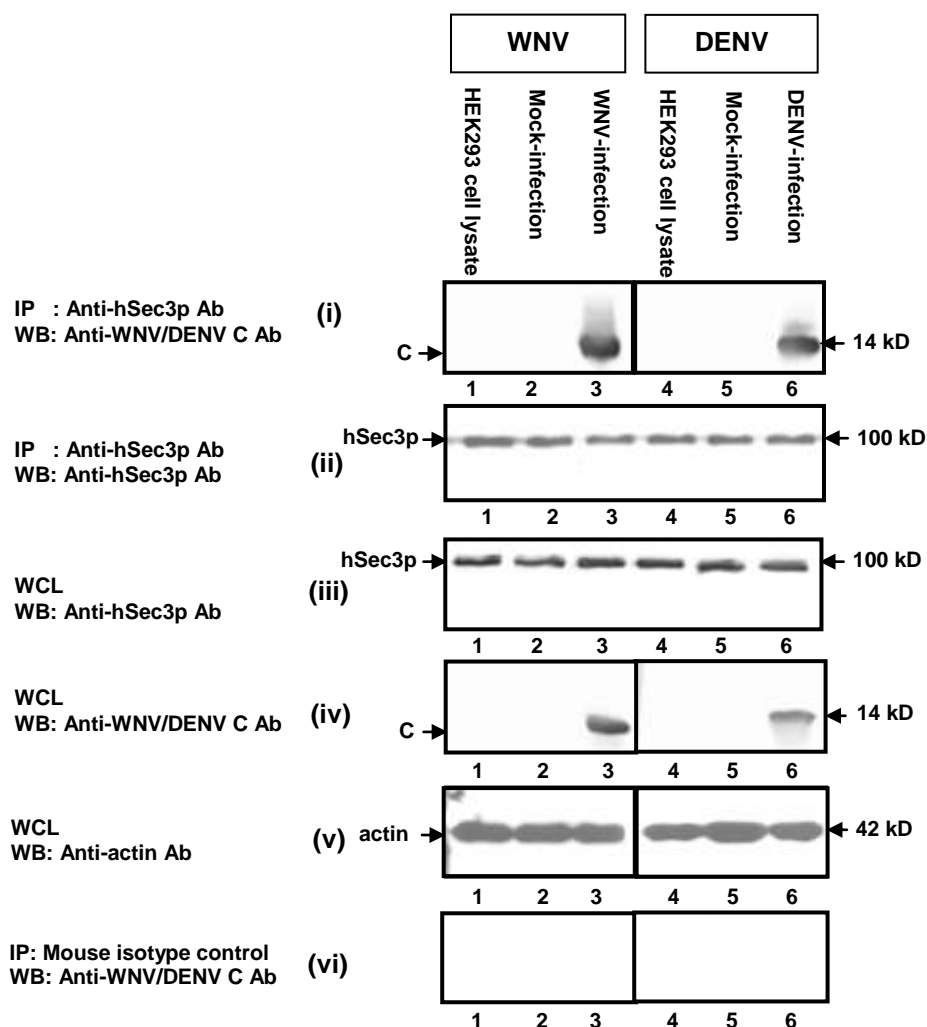 WNV DENV
HEK293 cell lysate
Mock-infection
WNV-infection
HEK293 cell lysate
Mock-infection
DENV-infection
IP : Anti-hSec3p Ab
WB: Anti-WNV/DENV C Ab
(i)
C
14 kD
1 2 3 4 5 6
IP : Anti-hSec3p Ab
WB: Anti-hSec3p Ab
(ii)
hSec3p
100 kD
1 2 3 4 5 6
WCL
WB: Anti-hSec3p Ab
(iii)
hSec3p
100 kD
1 2 3 4 5 6
WCL
WB: Anti-WNV/DENV C Ab
(iv)
C
14 kD
1 2 3 4 5 6
WCL
WB: Anti-actin Ab
(v)
actin
42 kD
1 2 3 4 5 6
IP: Mouse isotype control
WB: Anti-WNV/DENV C Ab
(vi)
1 2 3 4 5 6